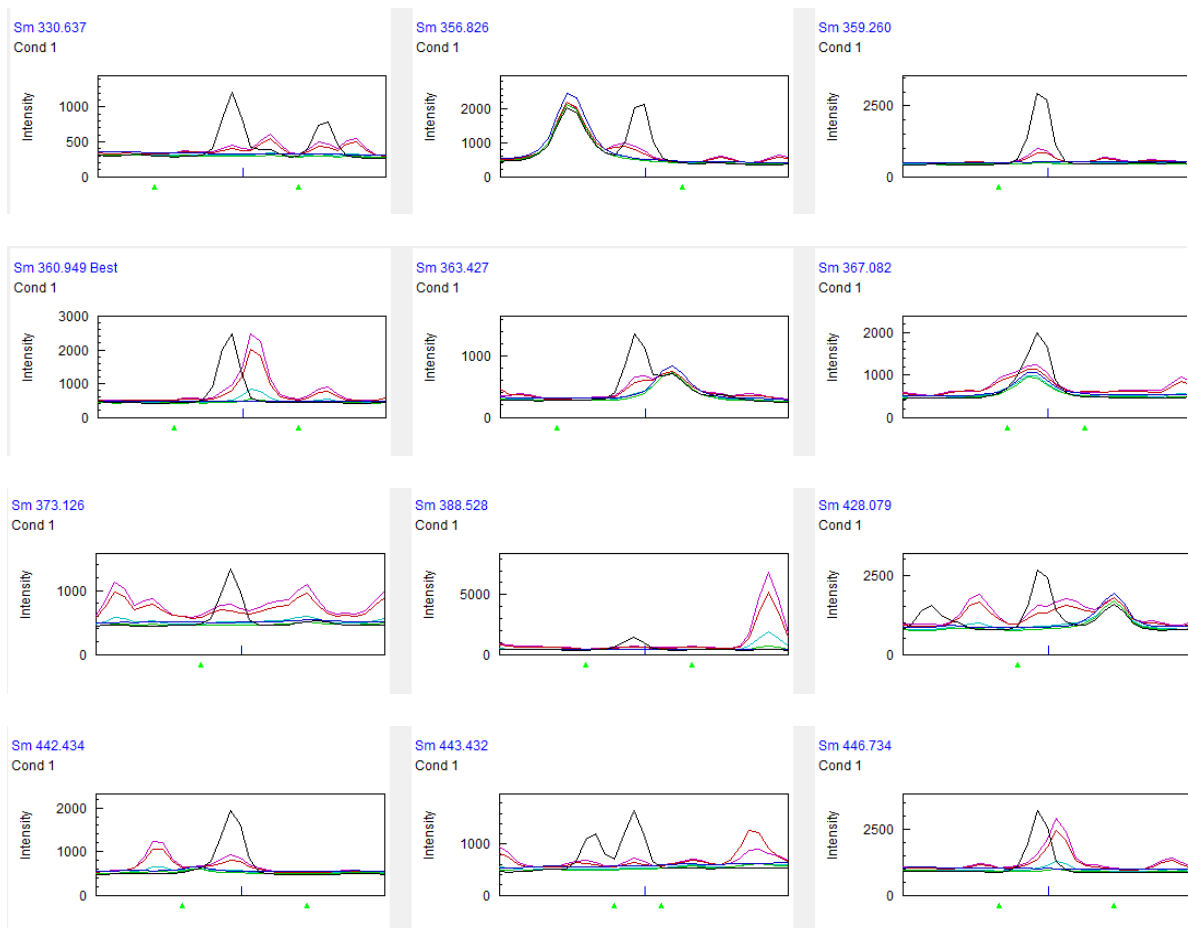 Sm 330.637
Cond 1
Intensity
1000
500
0
Sm 356.826
Cond 1
Intensity
2000
1000
0
Sm 359.260
Cond 1
Intensity
2500
0
Sm 360.949 Best
Cond 1
Intensity
3000
2000
1000
0
Sm 363.427
Cond 1
Intensity
1000
0
Sm 367.082
Cond 1
Intensity
2000
1000
0
Sm 373.126
Cond 1
Intensity
1000
0
Sm 388.528
Cond 1
Intensity
5000
0
Sm 428.079
Cond 1
Intensity
2500
0
Sm 442.434
Cond 1
Intensity
2000
1000
0
Sm 443.432
Cond 1
Intensity
1000
0
Sm 446.734
Cond 1
Intensity
2500
0